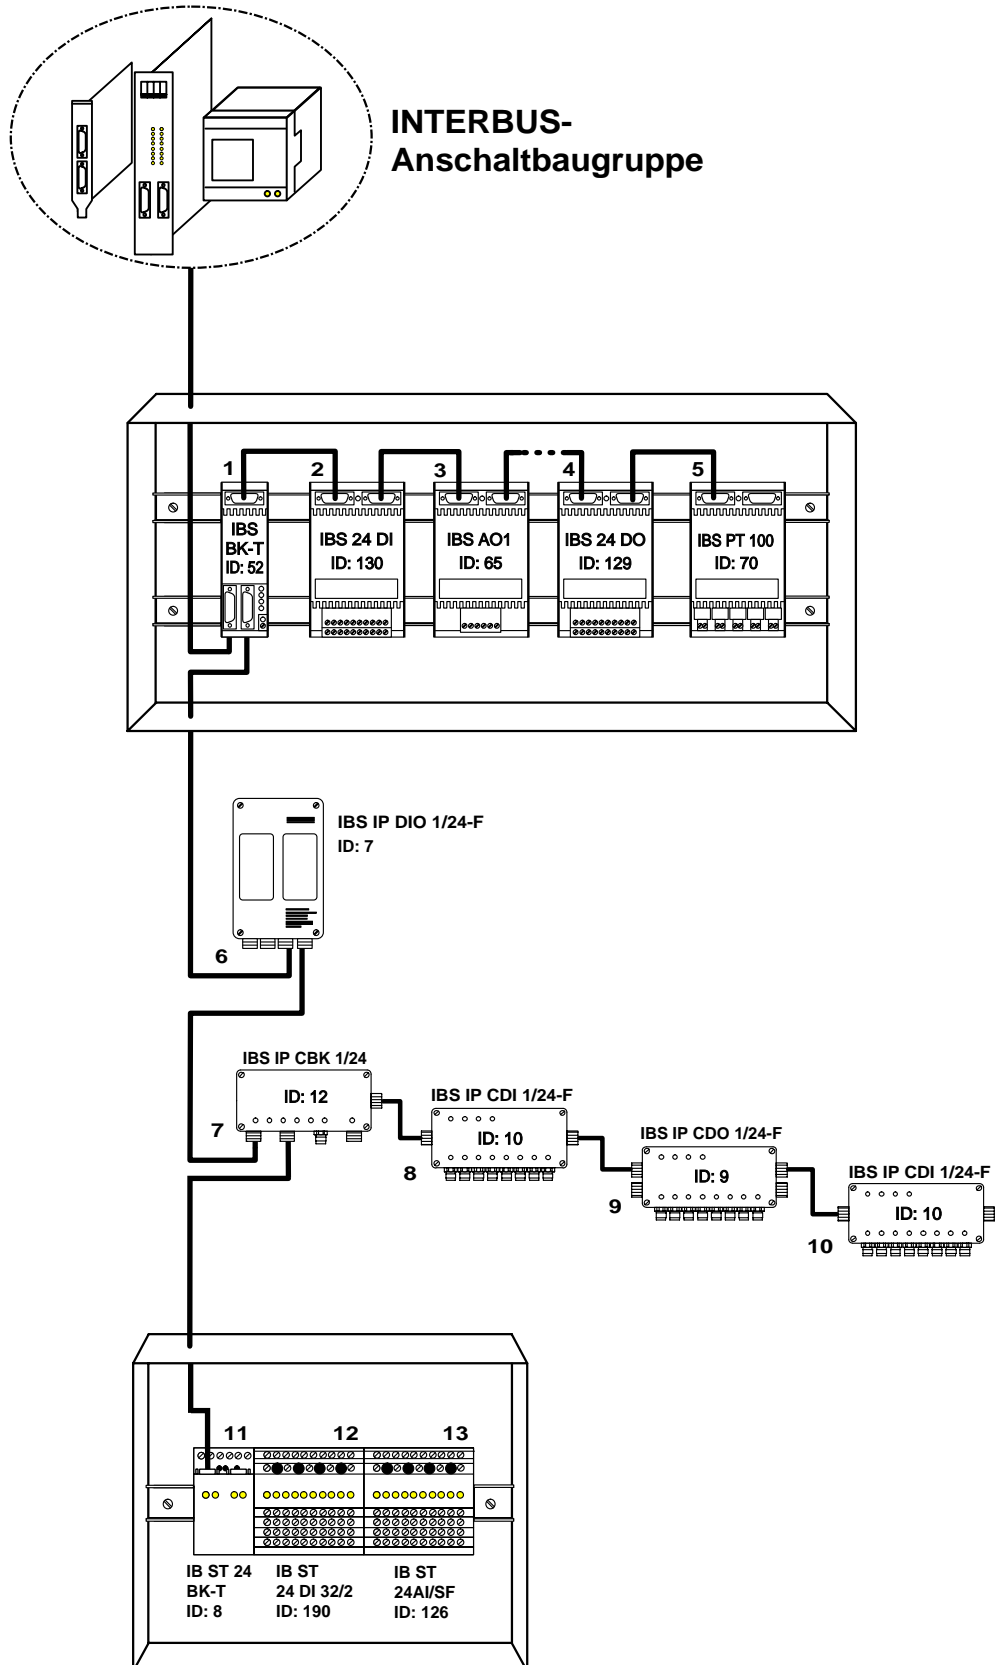 INTERBUS-
Anschaltbaugruppe
1
2
3
4
5
IBS
BK-T
ID: 52
IBS 24 DI
ID: 130
IBS AO1
ID: 65
IBS 24 DO
ID: 129
IBS PT 100
ID: 70
IBS IP DIO 1/24-F
ID: 7
6
IBS IP CBK 1/24
ID: 12
7
IBS IP CDI 1/24-F
ID: 10
8
IBS IP CDO 1/24-F
ID: 9
9
IBS IP CDI 1/24-F
ID: 10
10
11
12
13
IB ST 24
BK-T
ID: 8
IB ST
24 DI 32/2
ID: 190
IB ST
24AI/SF
ID: 126